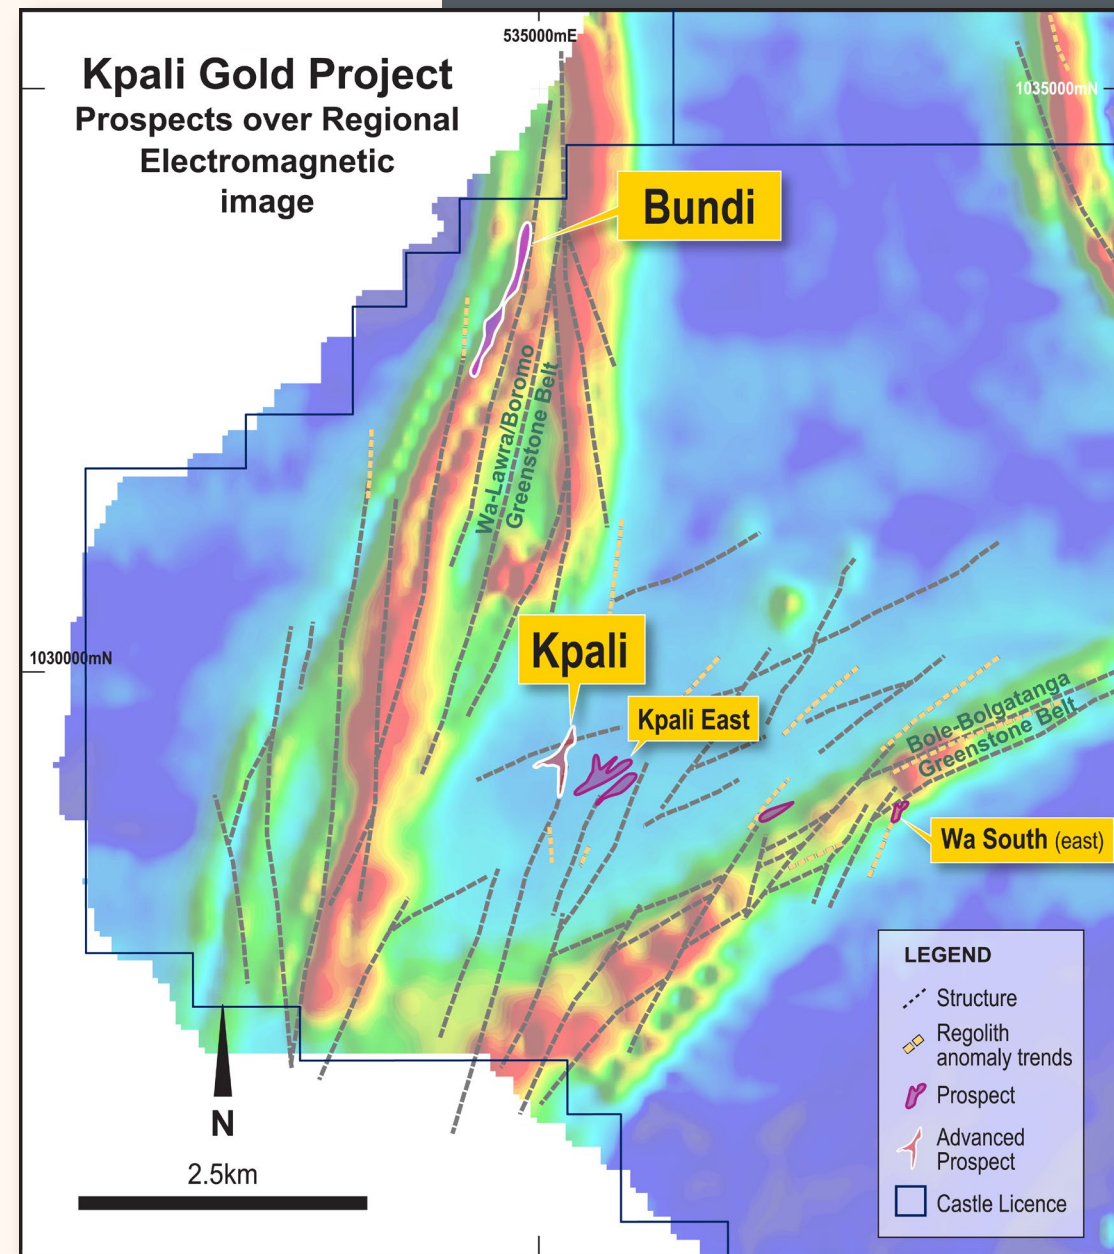 535000mE
Kpali Gold Project
Prospects over Regional
Electromagnetic
image
1035000mN
Bundi
Wa-Lawra/Boromo
Greenstone Belt
Kpali
1030000mN
Kpali East
Bole-Bolgatanga
Greenstone Belt
Wa South (east)
LEGEND
Structure
Regolith
anomaly trends
Prospect
Advanced
Prospect
Castle Licence
N
2.5km